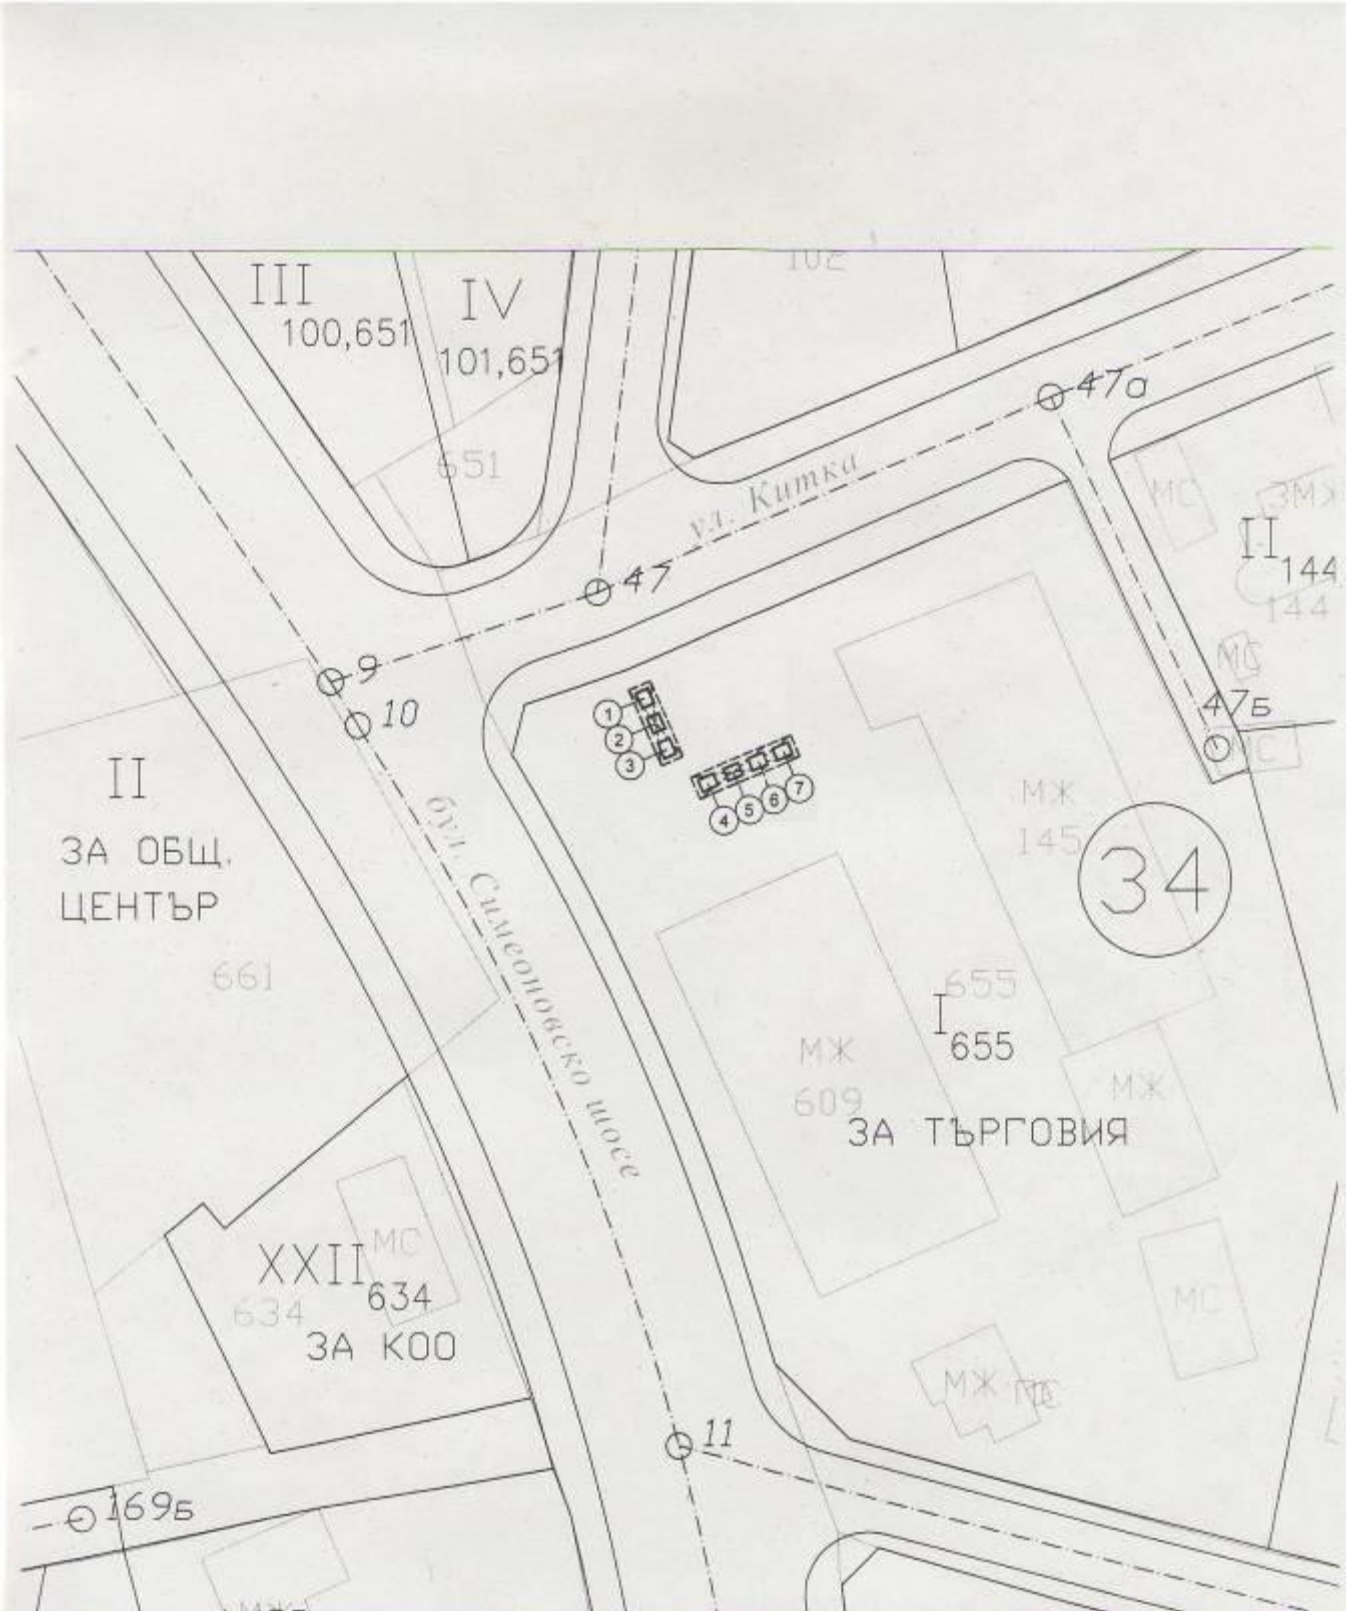 III
100,651
IV
101,651
651
47а
ул. Китка
МС
ЗМЖ
II
144
144
47
МС
9
10
47Б
1
2
3
4
5
6
7
II
ЗА ОБЩ.
ЦЕНТЪР
661
бул. Симеоновско шосе
МЖ
145
34
655
I
655
МЖ
609
МЖ
ЗА ТЪРГОВИЯ
МС
XXII
634
634
ЗА КОО
МС
МЖ
11
169Б